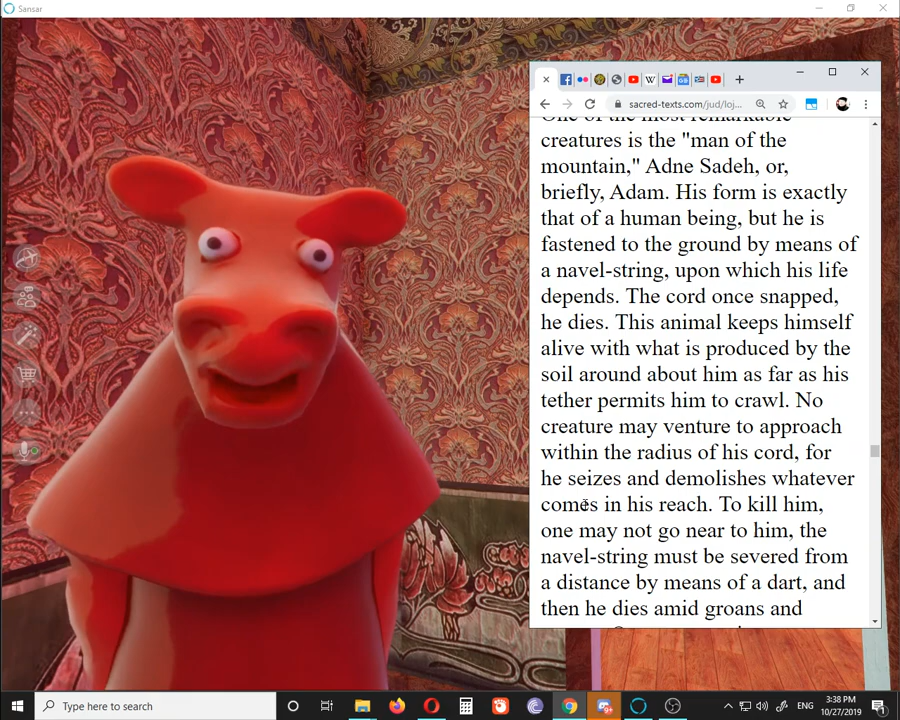 Sansar
sacred-texts.com/jud/loj...
One of the most remarkable
creatures is the "man of the
mountain," Adne Sadeh, or,
briefly, Adam. His form is exactly
that of a human being, but he is
fastened to the ground by means of
a navel-string, upon which his life
depends. The cord once snapped,
he dies. This animal keeps himself
alive with what is produced by the
soil around about him as far as his
tether permits him to crawl. No
creature may venture to approach
within the radius of his cord, for
he seizes and demolishes whatever
comes in his reach. To kill him,
one may not go near to him, the
navel-string must be severed from
a distance by means of a dart, and
then he dies amid groans and
Type here to search
ENG
3:38 PM
10/27/2019